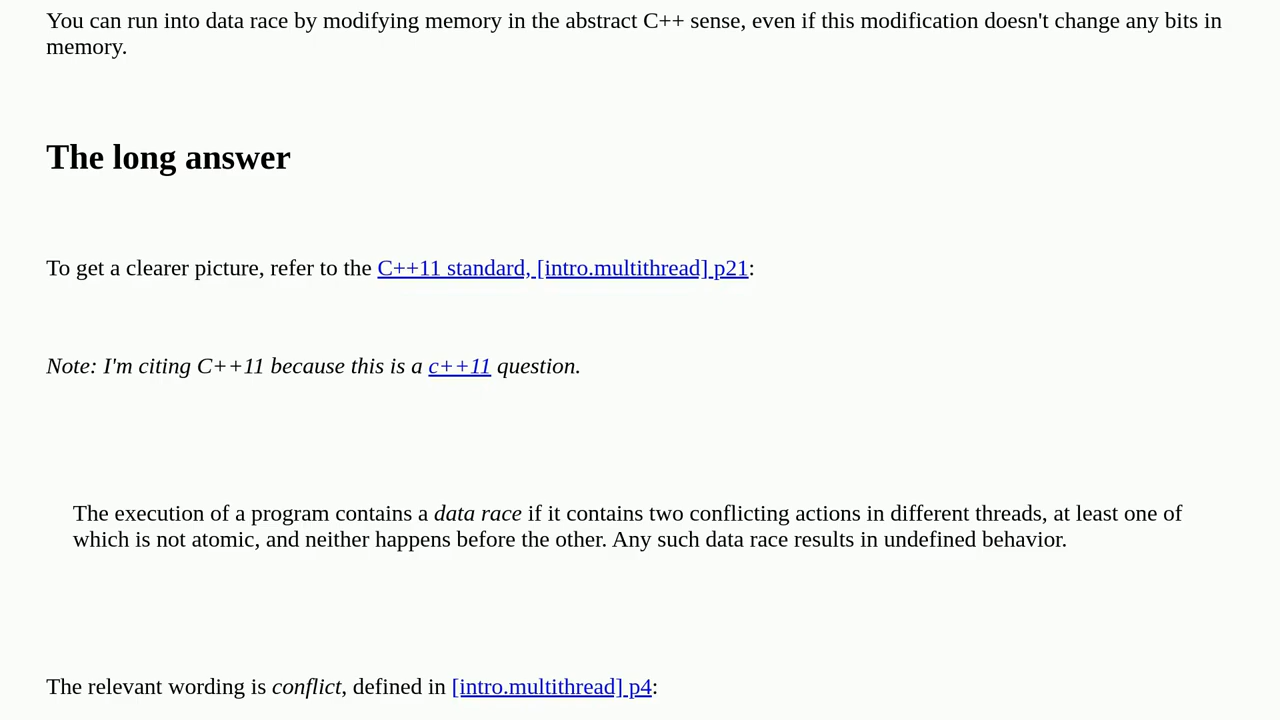 You can run into data race by modifying memory in the abstract C++ sense, even if this modification doesn't change any bits in
memory.
The long answer
To get a clearer picture, refer to the C++11 standard, [intro.multithread] p21:
Note: I'm citing C++11 because this is a c++11 question.
The execution of a program contains a data race if it contains two conflicting actions in different threads, at least one of
which is not atomic, and neither happens before the other. Any such data race results in undefined behavior.
The relevant wording is conflict, defined in [intro.multithread] p4: